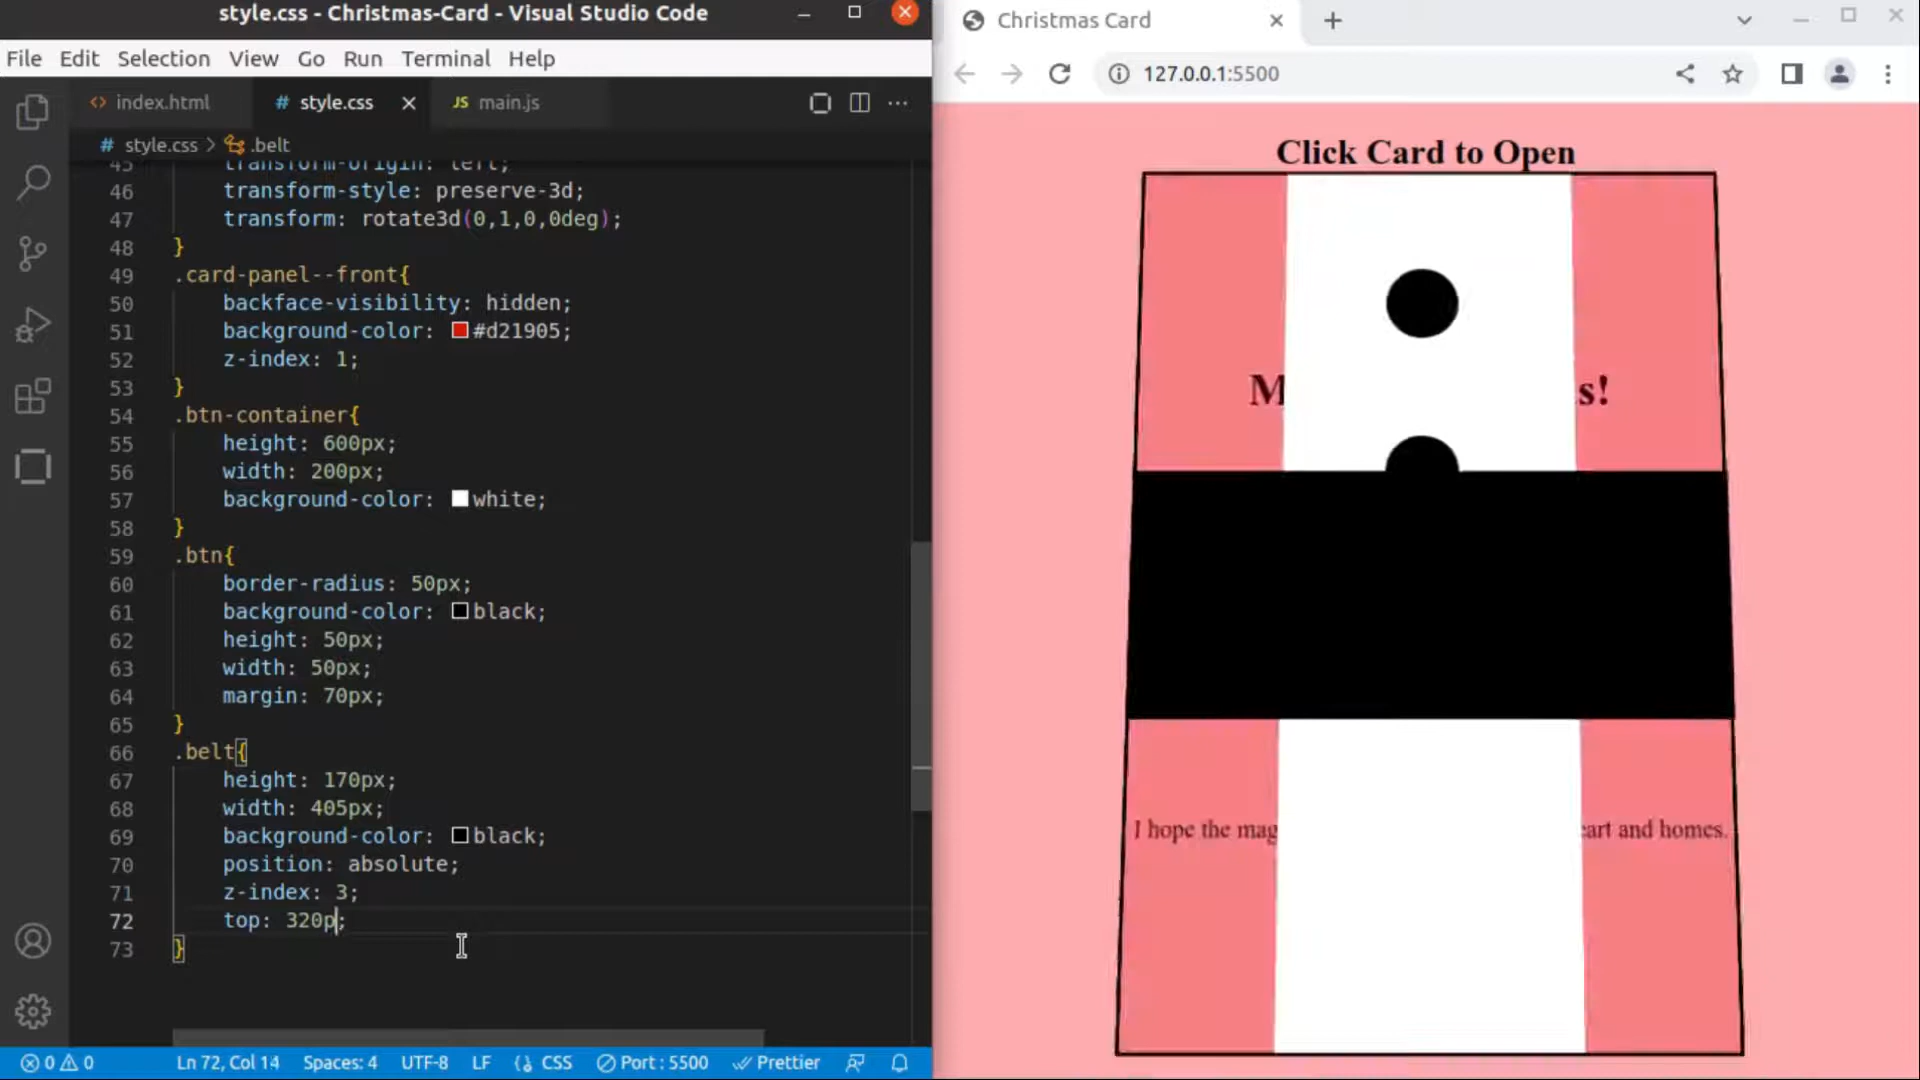 style.css - Christmas-Card - Visual Studio Code
File Edit Selection View Go Run Terminal Help
<> index.html # style.css × JS main.js ···
# style.css > .belt
45 transform-origin: left;
46 transform-style: preserve-3d;
47 transform: rotate3d(0,1,0,0deg);
48 }
49 .card-panel--front{
50 backface-visibility: hidden;
51 background-color: #d21905;
52 z-index: 1;
53 }
54 .btn-container{
55 height: 600px;
56 width: 200px;
57 background-color: white;
58 }
59 .btn{
60 border-radius: 50px;
61 background-color: black;
62 height: 50px;
63 width: 50px;
64 margin: 70px;
65 }
66 .belt{
67 height: 170px;
68 width: 405px;
69 background-color: black;
70 position: absolute;
71 z-index: 3;
72 top: 320p;
73 }
0 0 Ln 72, Col 14 Spaces: 4 UTF-8 LF {} CSS Port : 5500 Prettier
Christmas Card
127.0.0.1:5500
Click Card to Open
M s!
I hope the mag art and homes.